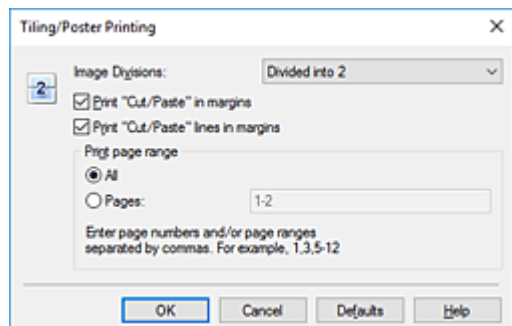 Tiling/Poster Printing
Image Divisions: Divided into 2
2
Print "Cut/Paste" in margins
Print "Cut/Paste" lines in margins
Print page range
All
Pages: 1-2
Enter page numbers and/or page ranges
separated by commas. For example, 1,3,5-12
OK Cancel Defaults Help